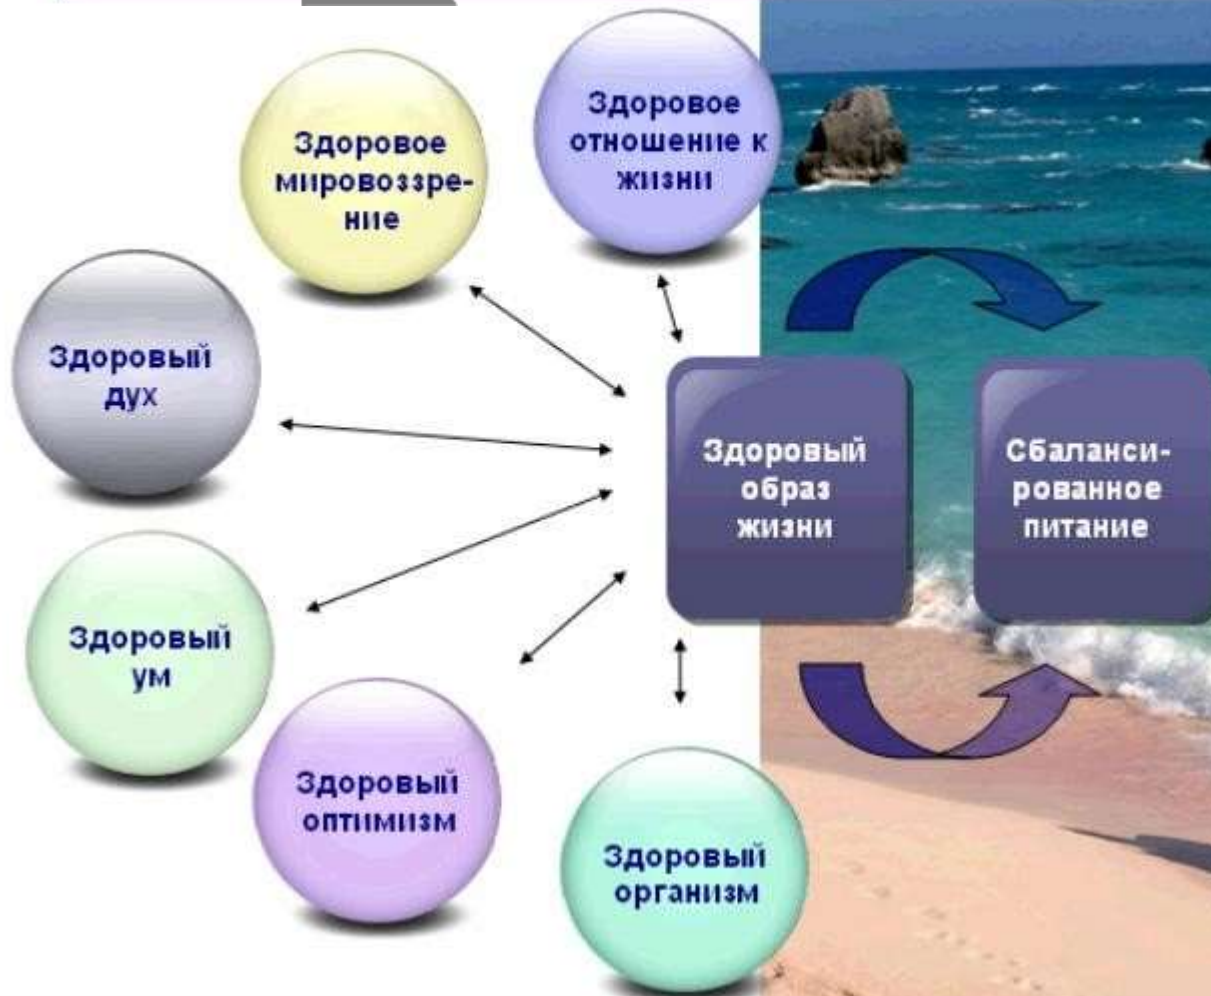 Здоровое
отношение к
жизни
Здоровое
мировоззре-
ние
Здоровый
дух
Здоровый
образ
жизни
Сбаланси-
рованное
питание
Здоровый
ум
Здоровый
оптимизм
Здоровый
организм